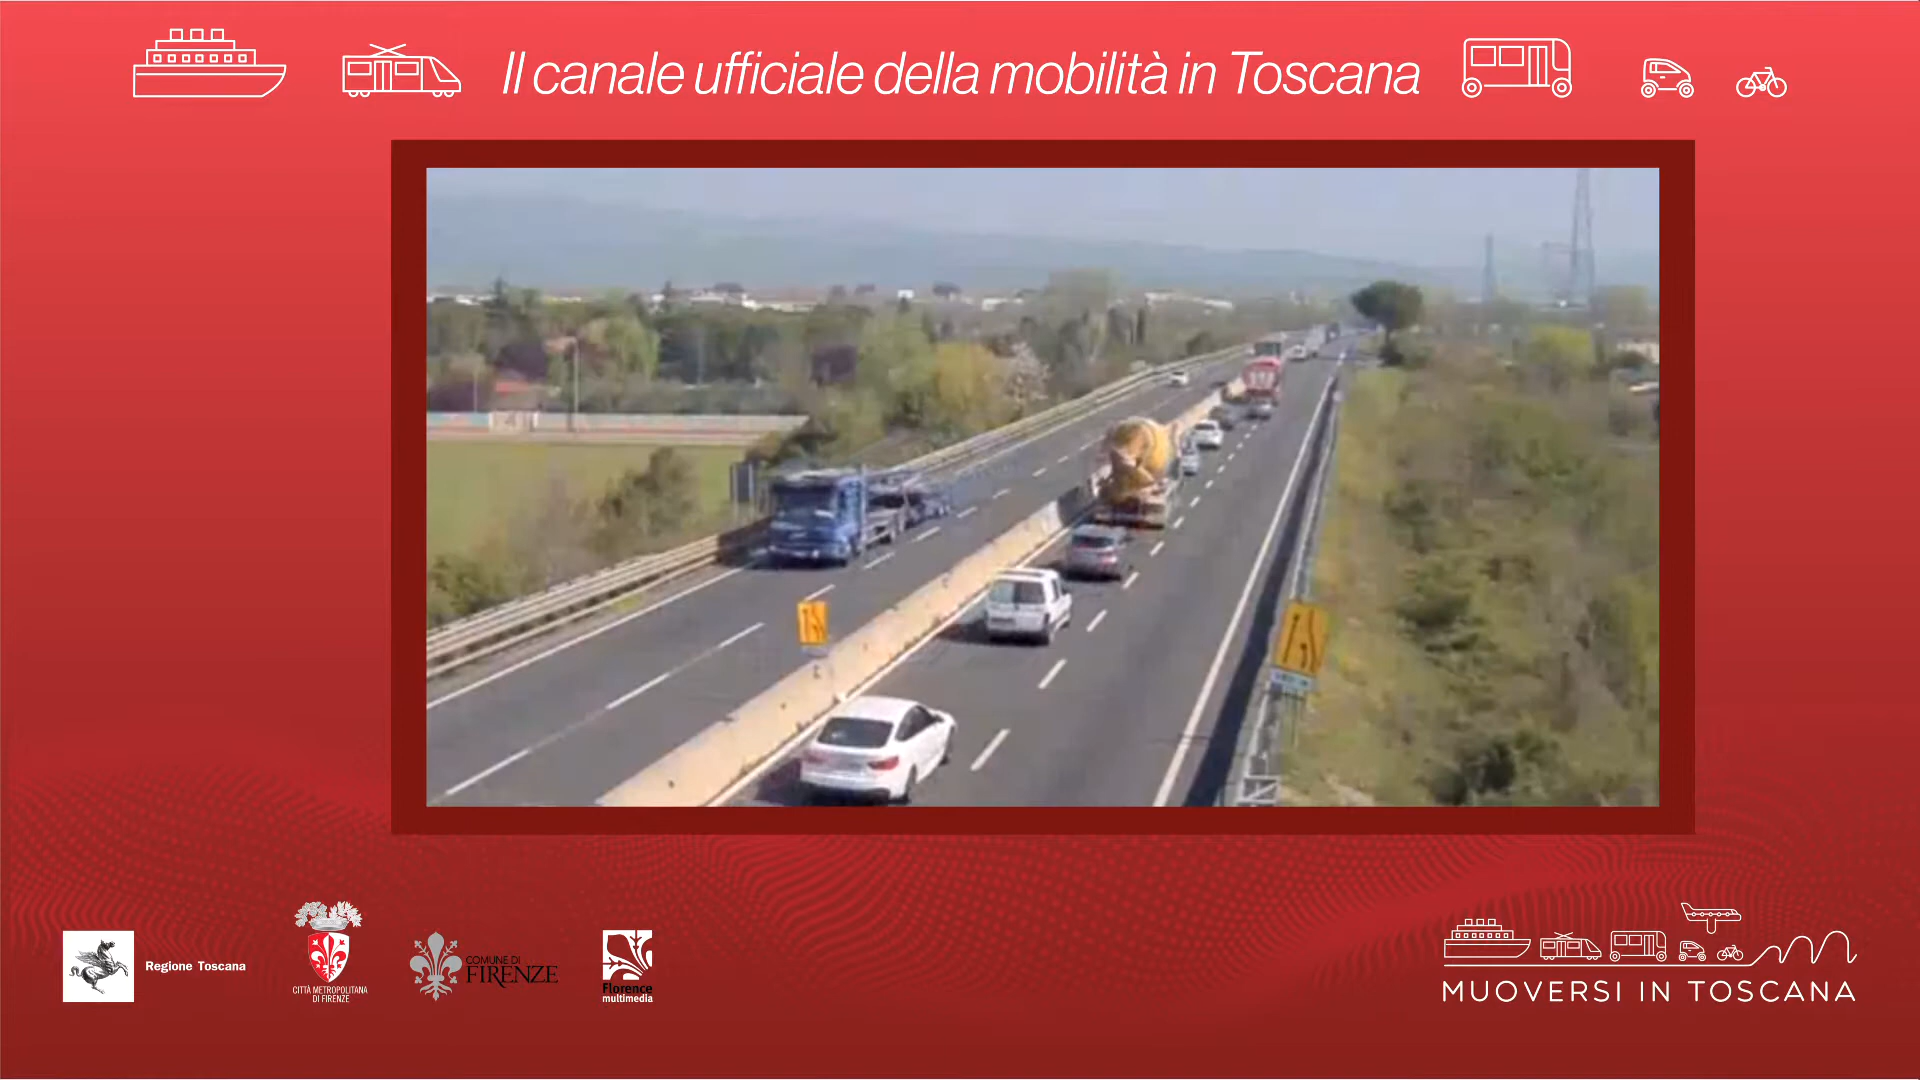 Il canale ufficiale della mobilità in Toscana
Regione Toscana
CITTÀ METROPOLITANA
DI FIRENZE
COMUNE DI
FIRENZE
Florence
multimedia
MUOVERSI IN TOSCANA